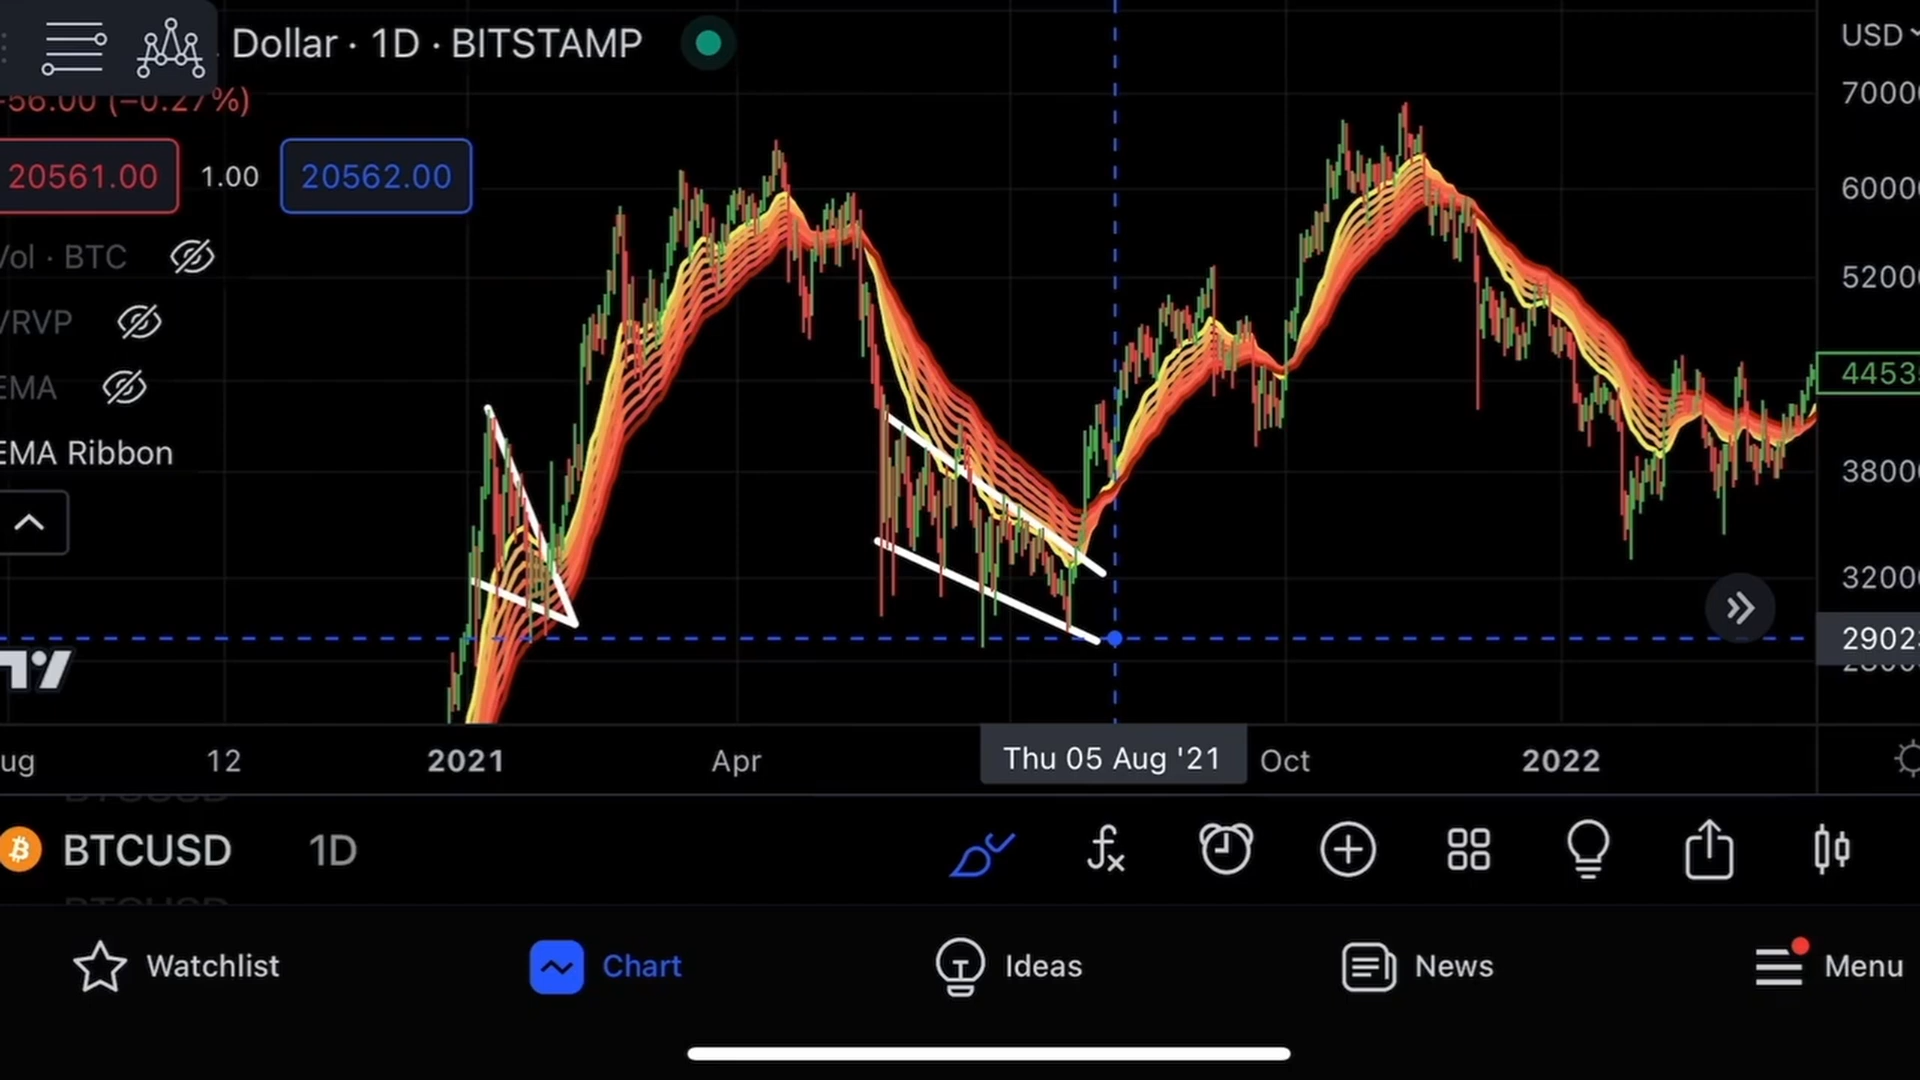 Dollar · 1D · BITSTAMP
USD
-56.00 (−0.27%)
20561.00
1.00
20562.00
Vol · BTC
VRVP
EMA
EMA Ribbon
7000
6000
5200
4453
3800
3200
2902
ug
12
2021
Apr
Thu 05 Aug '21
Oct
2022
BTCUSD
1D
Watchlist
Chart
Ideas
News
Menu